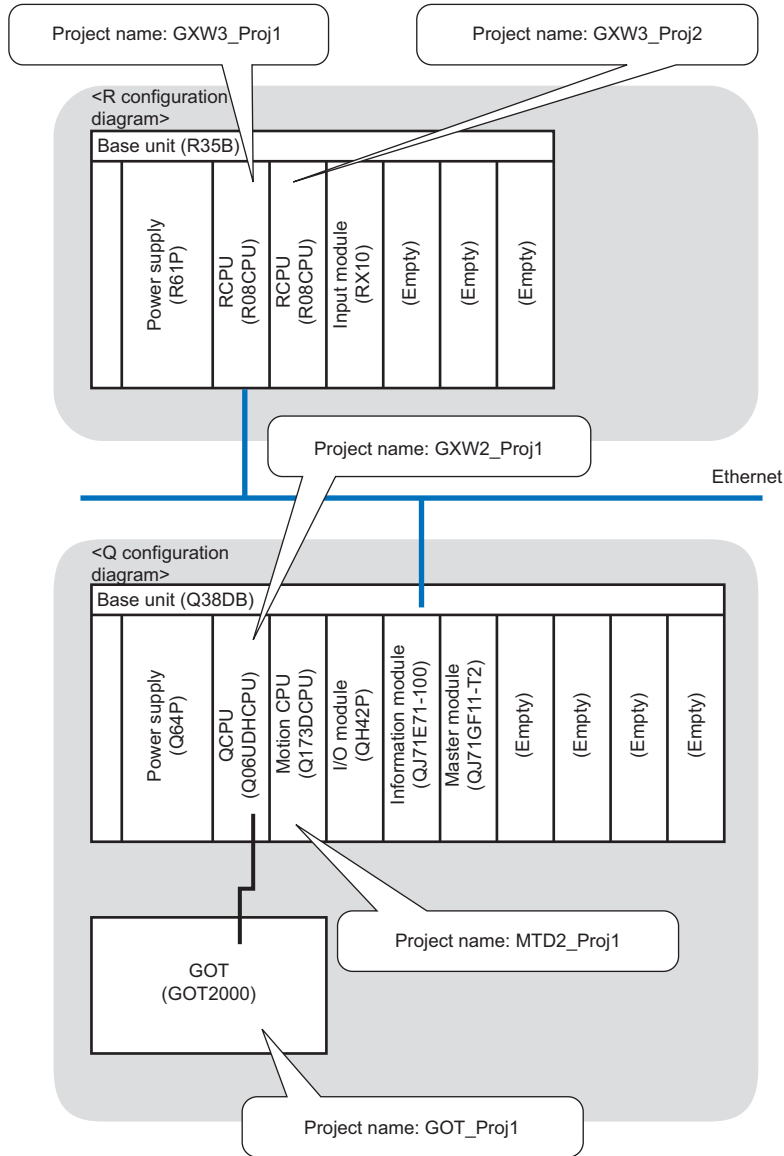 Project name: GXW3_Proj1
Project name: GXW3_Proj2
<R configuration
diagram>
Base unit (R35B)
Power supply
(R61P)
RCPU
(R08CPU)
RCPU
(R08CPU)
Input module
(RX10)
(Empty)
(Empty)
(Empty)
Project name: GXW2_Proj1
Ethernet
<Q configuration
diagram>
Base unit (Q38DB)
Power supply
(Q64P)
QCPU
(Q06UDHCPU)
Motion CPU
(Q173DCPU)
I/O module
(QH42P)
Information module
(QJ71E71-100)
Master module
(QJ71GF11-T2)
(Empty)
(Empty)
(Empty)
(Empty)
Project name: MTD2_Proj1
GOT
(GOT2000)
Project name: GOT_Proj1